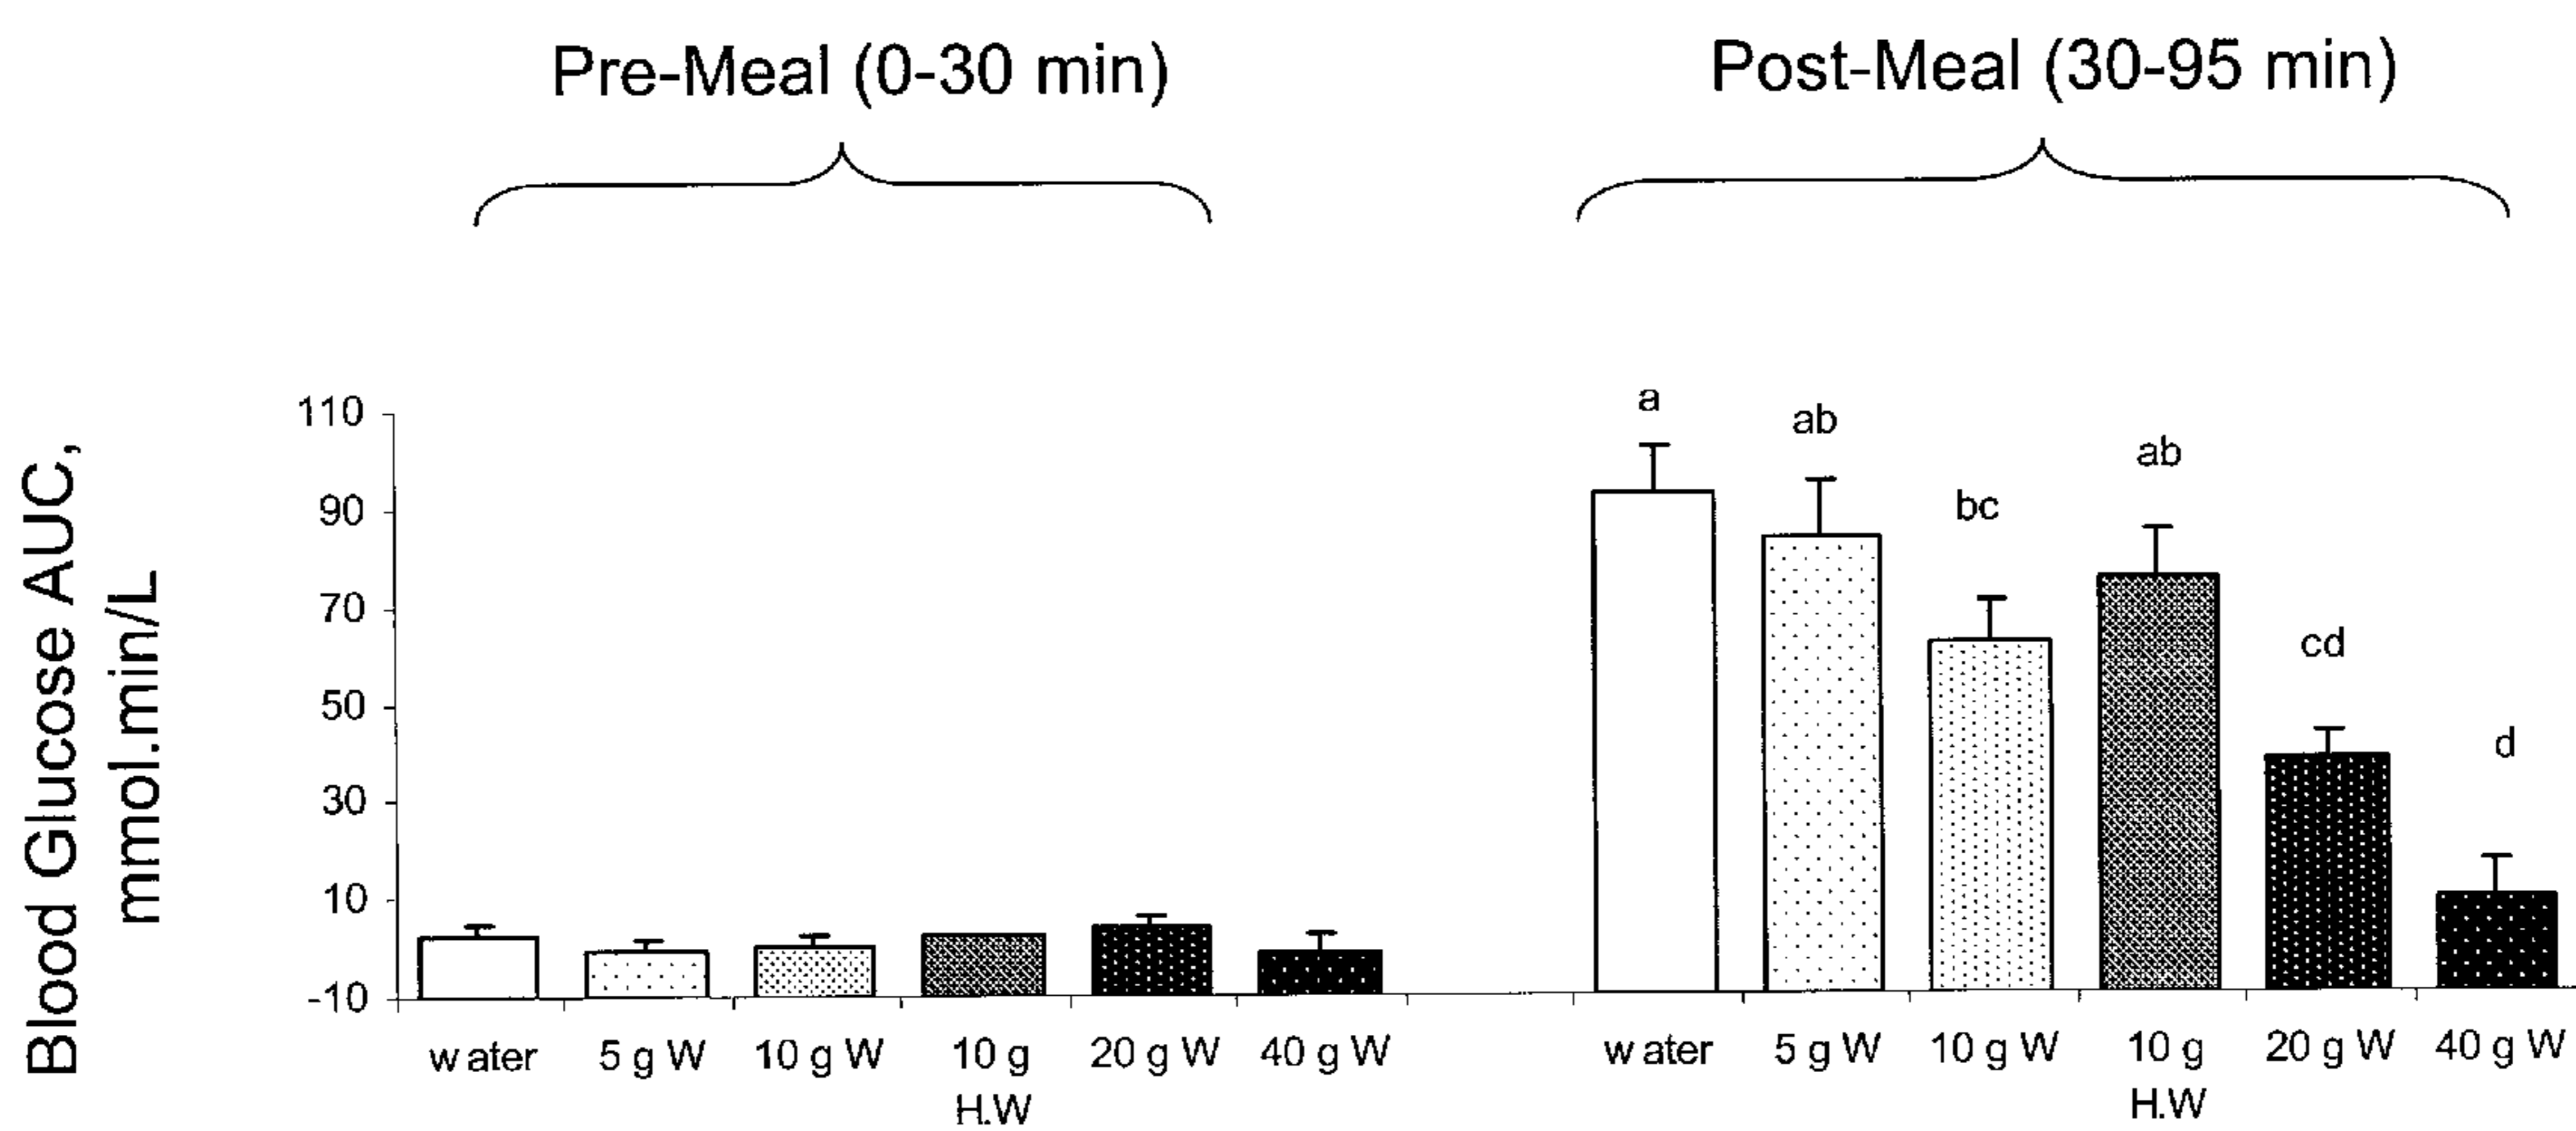 Pre-Meal (0-30 min)
Post-Meal (30-95 min)
Blood Glucose AUC,
mmol.min/L
110
90
70
50
30
10
-10
a
ab
bc
ab
cd
d
water
5 g W
10 g W
10 g
H.W
20 g W
40 g W
water
5 g W
10 g W
10 g
H.W
20 g W
40 g W